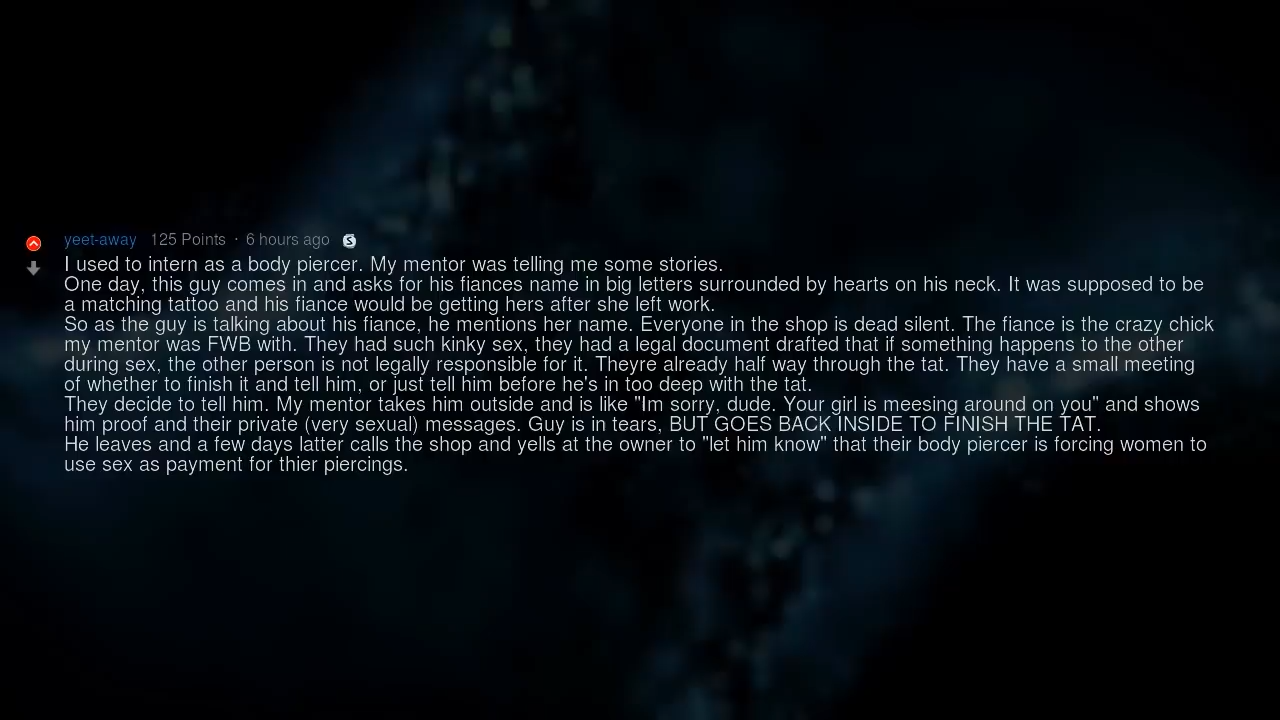 yeet-away 125 Points · 6 hours ago
I used to intern as a body piercer. My mentor was telling me some stories.
One day, this guy comes in and asks for his fiances name in big letters surrounded by hearts on his neck. It was supposed to be
a matching tattoo and his fiance would be getting hers after she left work.
So as the guy is talking about his fiance, he mentions her name. Everyone in the shop is dead silent. The fiance is the crazy chick
my mentor was FWB with. They had such kinky sex, they had a legal document drafted that if something happens to the other
during sex, the other person is not legally responsible for it. Theyre already half way through the tat. They have a small meeting
of whether to finish it and tell him, or just tell him before he's in too deep with the tat.
They decide to tell him. My mentor takes him outside and is like "Im sorry, dude. Your girl is meesing around on you" and shows
him proof and their private (very sexual) messages. Guy is in tears, BUT GOES BACK INSIDE TO FINISH THE TAT.
He leaves and a few days latter calls the shop and yells at the owner to "let him know" that their body piercer is forcing women to
use sex as payment for thier piercings.